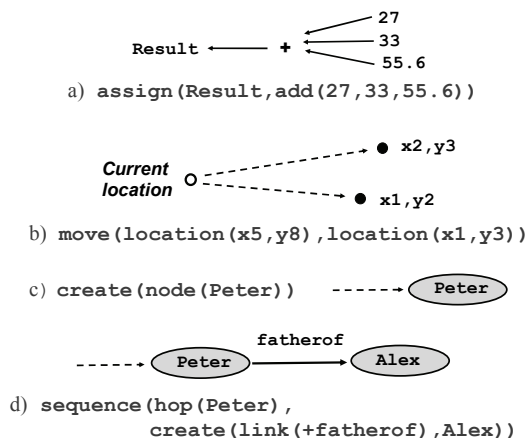 27
Result + 33
55.6
a) assign(Result,add(27,33,55.6))
x2,y3
Current
location
x1,y2
b) move(location(x5,y8),location(x1,y3))
c) create(node(Peter)) Peter
fatherof
Peter Alex
d) sequence(hop(Peter),
create(link(+fatherof),Alex))